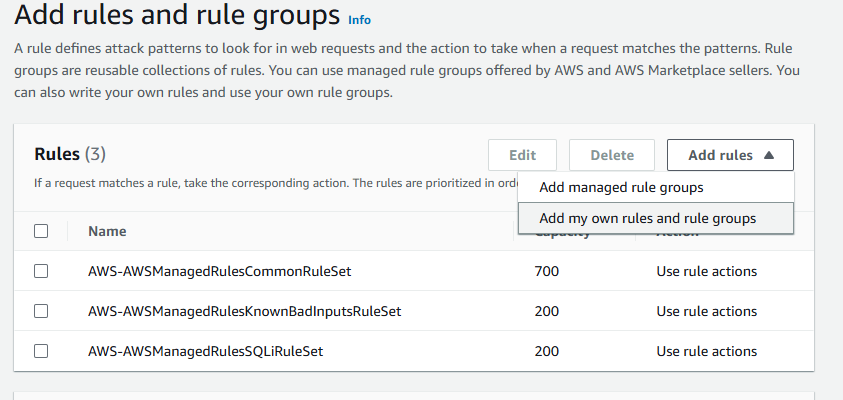 Add rules and rule groups Info
A rule defines attack patterns to look for in web requests and the action to take when a request matches the patterns. Rule
groups are reusable collections of rules. You can use managed rule groups offered by AWS and AWS Marketplace sellers. You
can also write your own rules and use your own rule groups.
Rules (3) Edit Delete Add rules
If a request matches a rule, take the corresponding action. The rules are prioritized in
Add managed rule groups
Add my own rules and rule groups
Name Capacity Action
AWS-AWSManagedRulesCommonRuleSet 700 Use rule actions
AWS-AWSManagedRulesKnownBadInputsRuleSet 200 Use rule actions
AWS-AWSManagedRulesSQLiRuleSet 200 Use rule actions